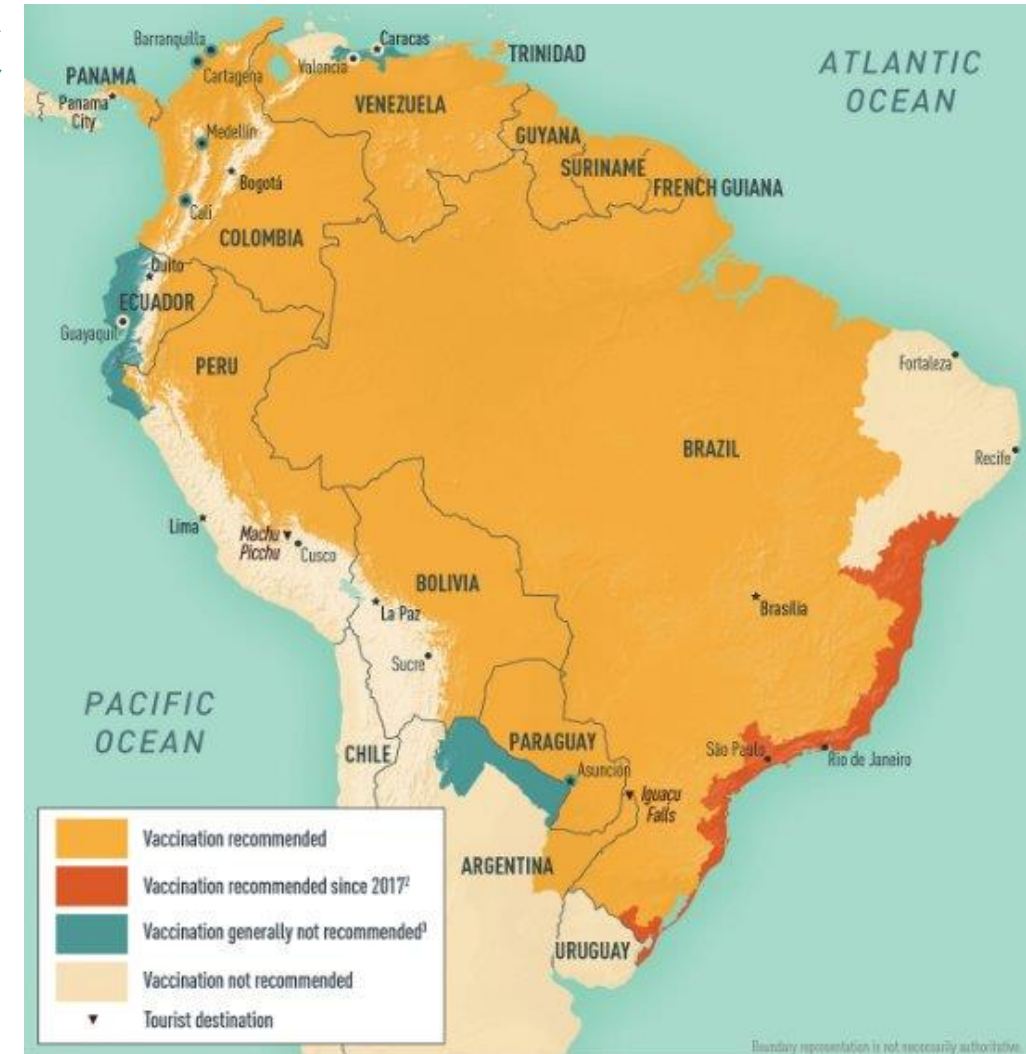 Barranquilla
Caracas
TRINIDAD
ATLANTIC
OCEAN
PANAMA
Cartagena
Valencia
Panama
City
VENEZUELA
Medellín
GUYANA
SURINAME
FRENCH GUIANA
Bogotá
Cali
COLOMBIA
Quito
ECUADOR
Guayaquil
PERU
Fortaleza
BRAZIL
Recife
Lima
Machu
Picchu
Cusco
BOLIVIA
La Paz
Brasília
Sucre
PACIFIC
OCEAN
CHILE
PARAGUAY
São Paulo
Rio de Janeiro
Asunción
Iguaçu
Falls
ARGENTINA
URUGUAY
Vaccination recommended
Vaccination recommended since 2017²
Vaccination generally not recommended³
Vaccination not recommended
Tourist destination
Boundary representation is not necessarily authoritative.